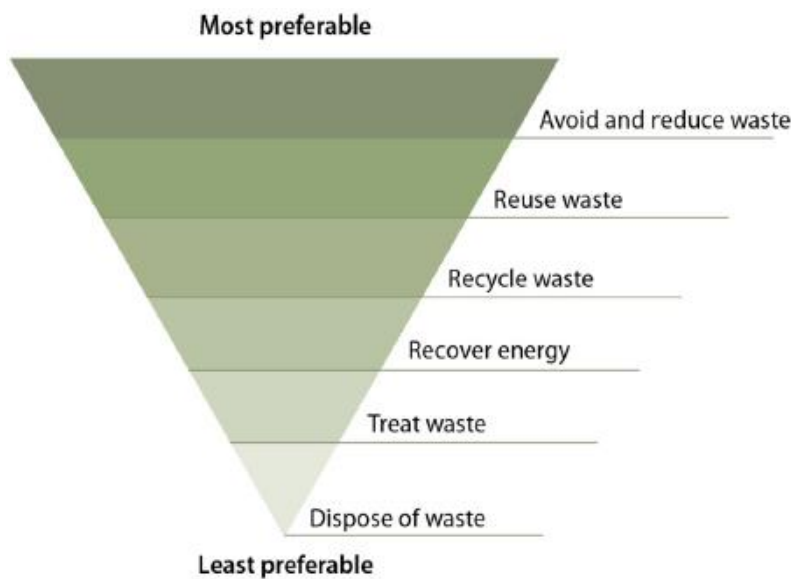 Most preferable
Avoid and reduce waste
Reuse waste
Recycle waste
Recover energy
Treat waste
Dispose of waste
Least preferable